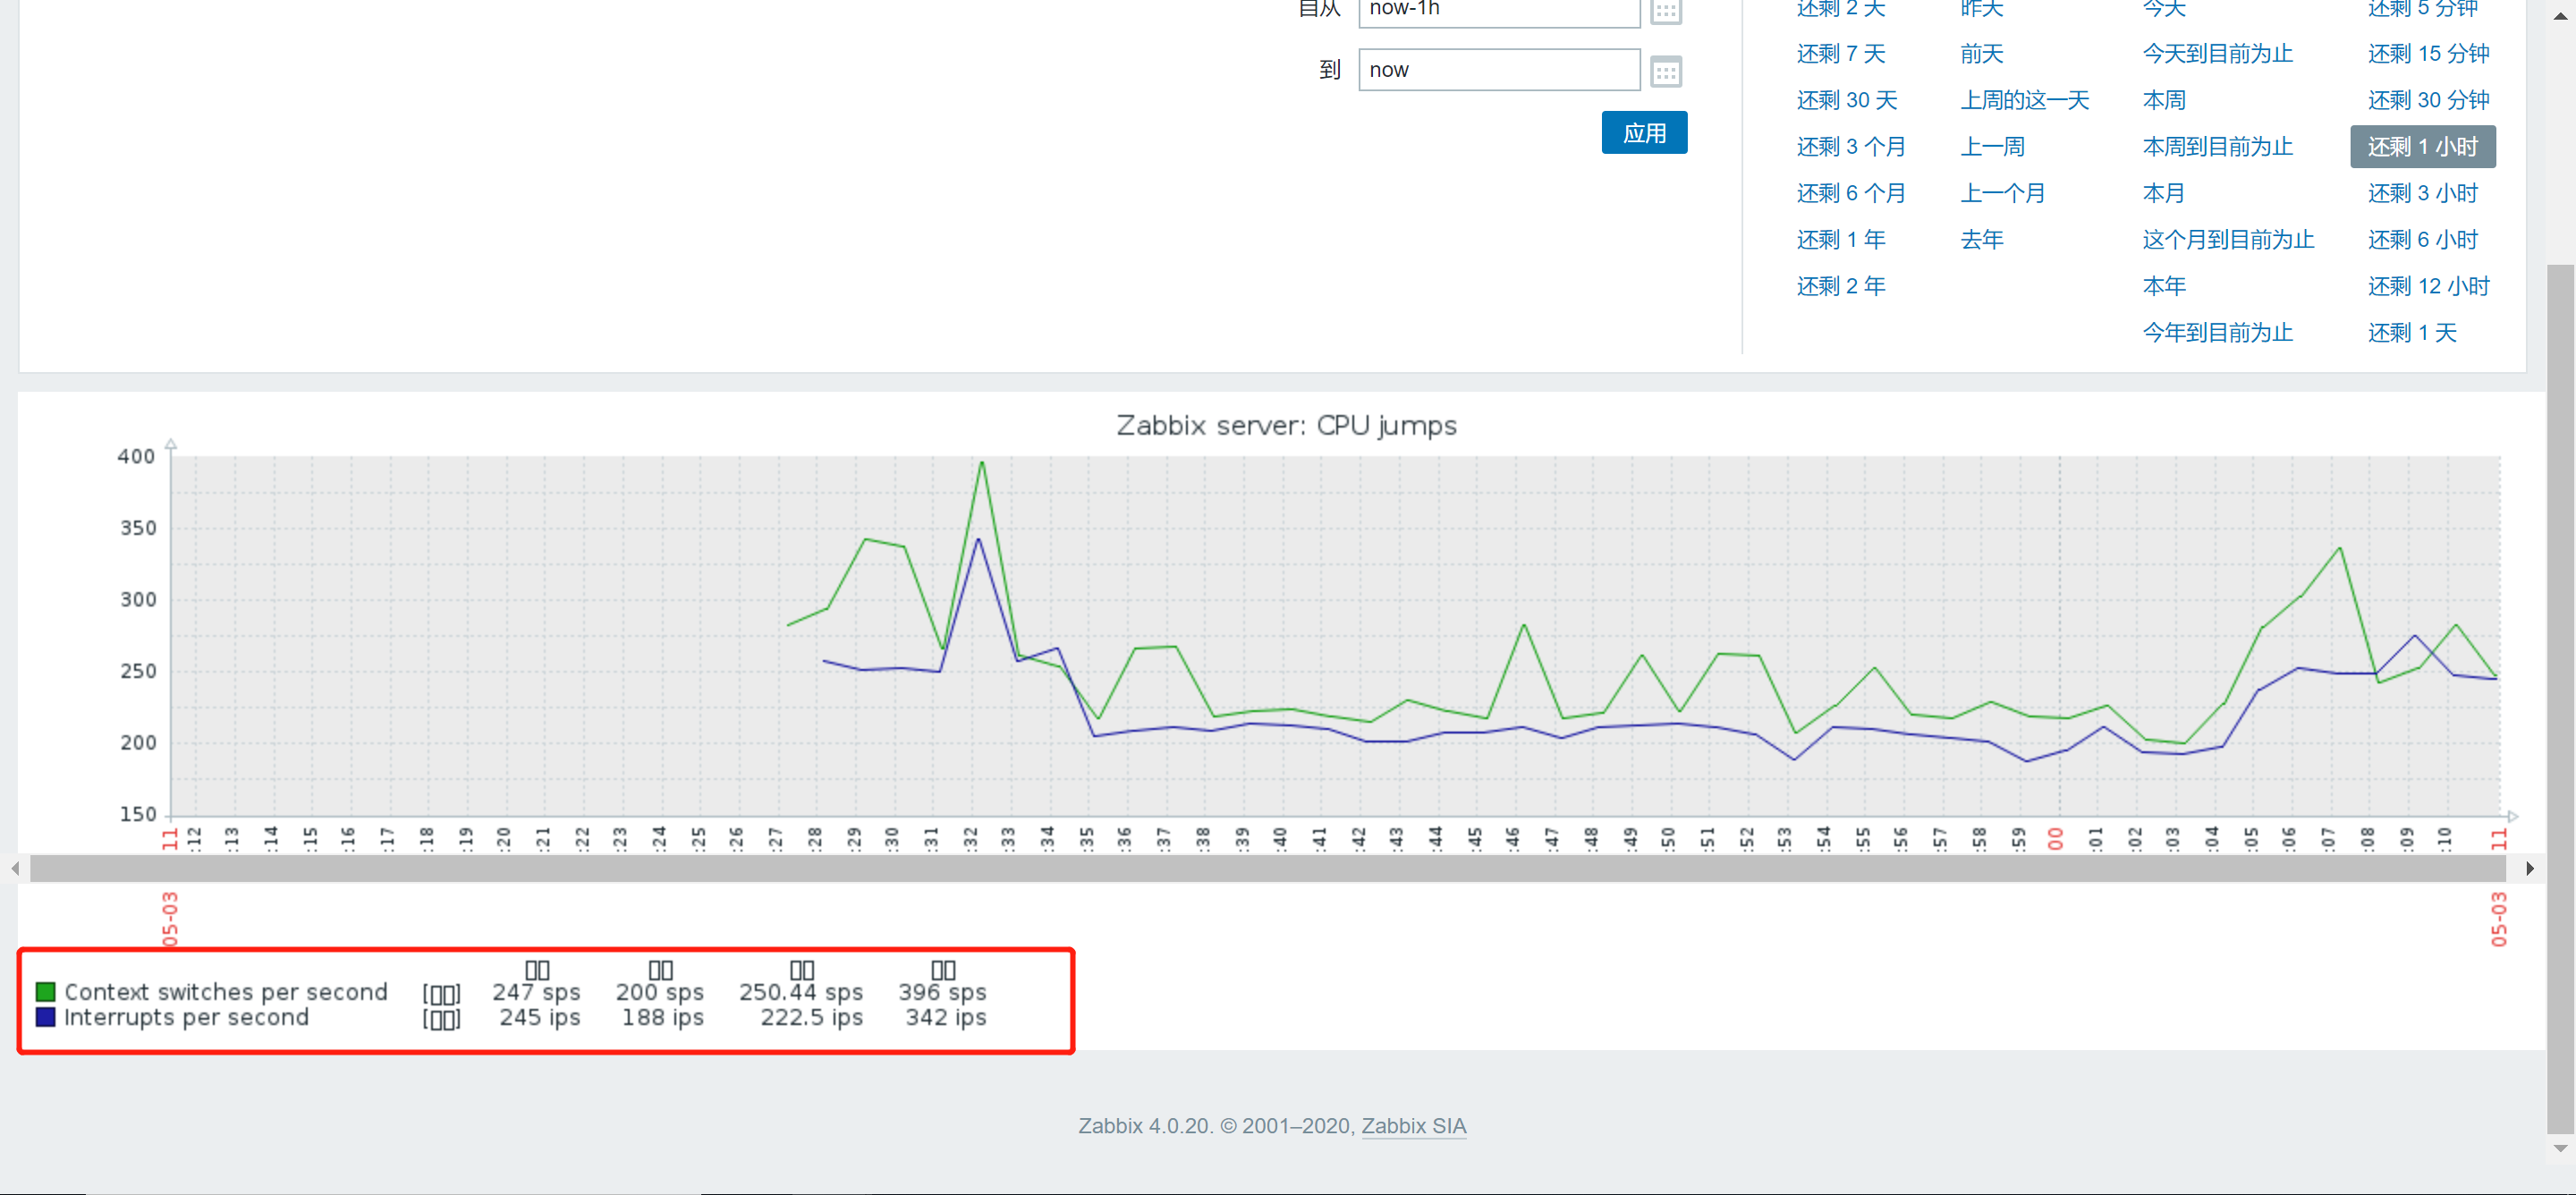 自从 now-1h 还剩 2 天 昨天 今天 还剩 5 分钟
到 now 还剩 7 天 前天 今天到目前为止 还剩 15 分钟
还剩 30 天 上周的这一天 本周 还剩 30 分钟
应用
还剩 3 个月 上一周 本周到目前为止 还剩 1 小时
还剩 6 个月 上一个月 本月 还剩 3 小时
还剩 1 年 去年 这个月到目前为止 还剩 6 小时
还剩 2 年 本年 还剩 12 小时
今年到目前为止 还剩 1 天
Zabbix server: CPU jumps
400
350
300
250
200
150
11 :12 :13 :14 :15 :16 :17 :18 :19 :20 :21 :22 :23 :24 :25 :26 :27 :28 :29 :30 :31 :32 :33 :34 :35 :36 :37 :38 :39 :40 :41 :42 :43 :44 :45 :46 :47 :48 :49 :50 :51 :52 :53 :54 :55 :56 :57 :58 :59 :00 :01 :02 :03 :04 :05 :06 :07 :08 :09 :10 11
05-03 05-03
Context switches per second [▯▯] 247 sps 200 sps 250.44 sps 396 sps
Interrupts per second [▯▯] 245 ips 188 ips 222.5 ips 342 ips
Zabbix 4.0.20. © 2001–2020, Zabbix SIA